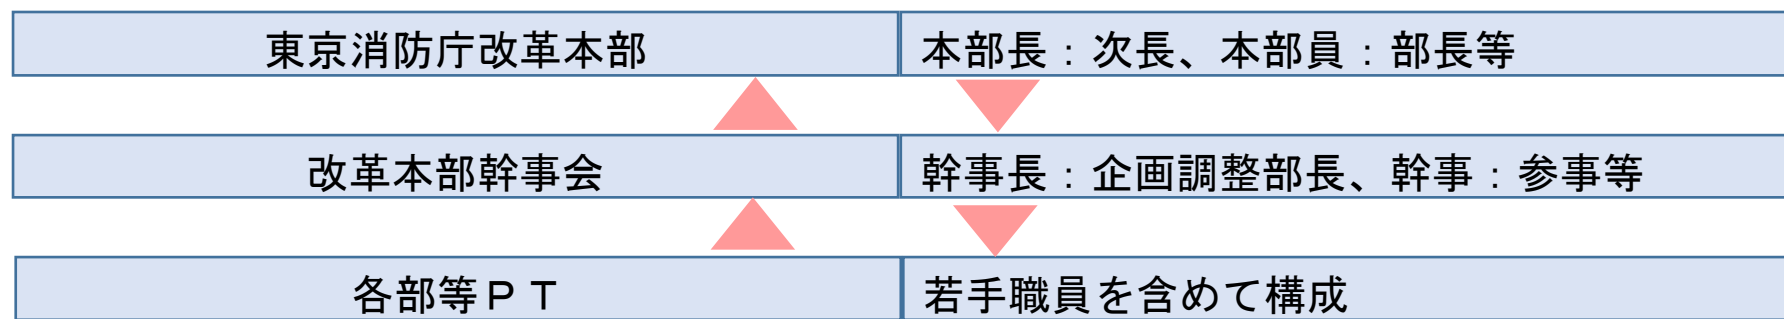 東京消防庁改革本部 本部長：次長、本部員：部長等
改革本部幹事会 幹事長：企画調整部長、幹事：参事等
各部等ＰＴ 若手職員を含めて構成